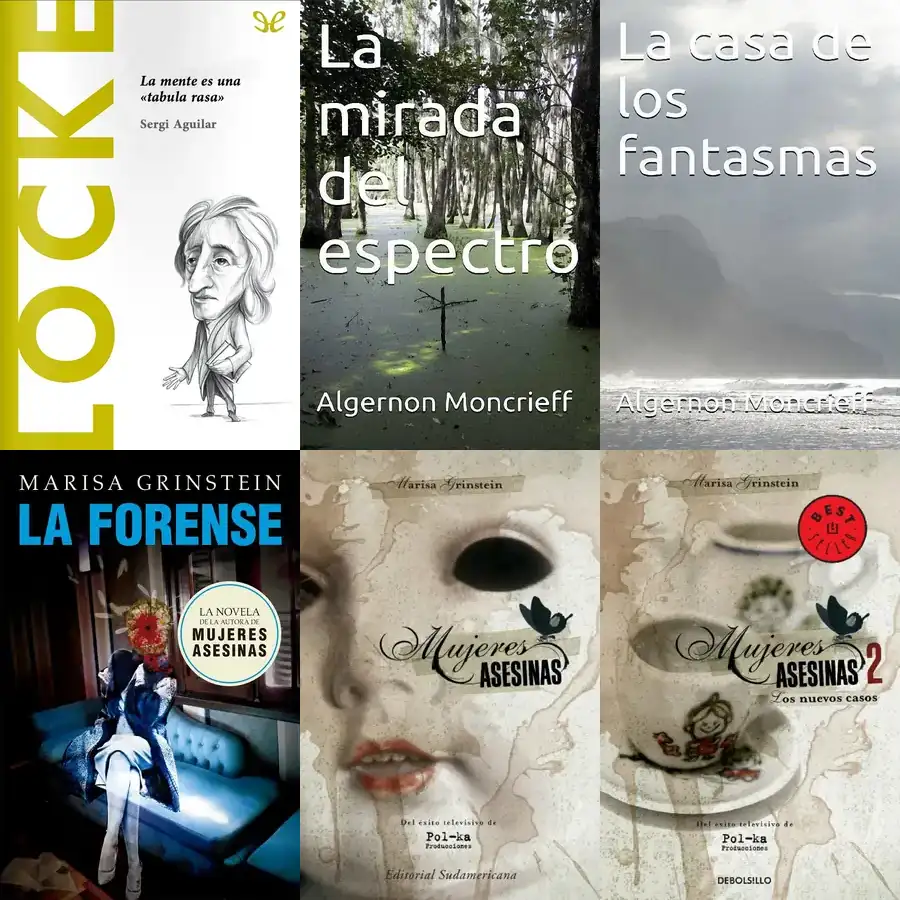 LOCKE
La mente es una
«tabula rasa»
Sergi Aguilar
La
mirada
del
espectro
Algernon Moncrieff
La casa de
los
fantasmas
Algernon Moncrieff
MARISA GRINSTEIN
LA FORENSE
LA NOVELA
DE LA AUTORA DE
MUJERES
ASESINAS
Marisa Grinstein
Mujeres
ASESINAS
Del éxito televisivo de
Pol-ka
Producciones
Editorial Sudamericana
Marisa Grinstein
BEST
SELLER
Mujeres
ASESINAS 2
Los nuevos casos
Del éxito televisivo de
Pol-ka
Producciones
DEBOLS!LLO